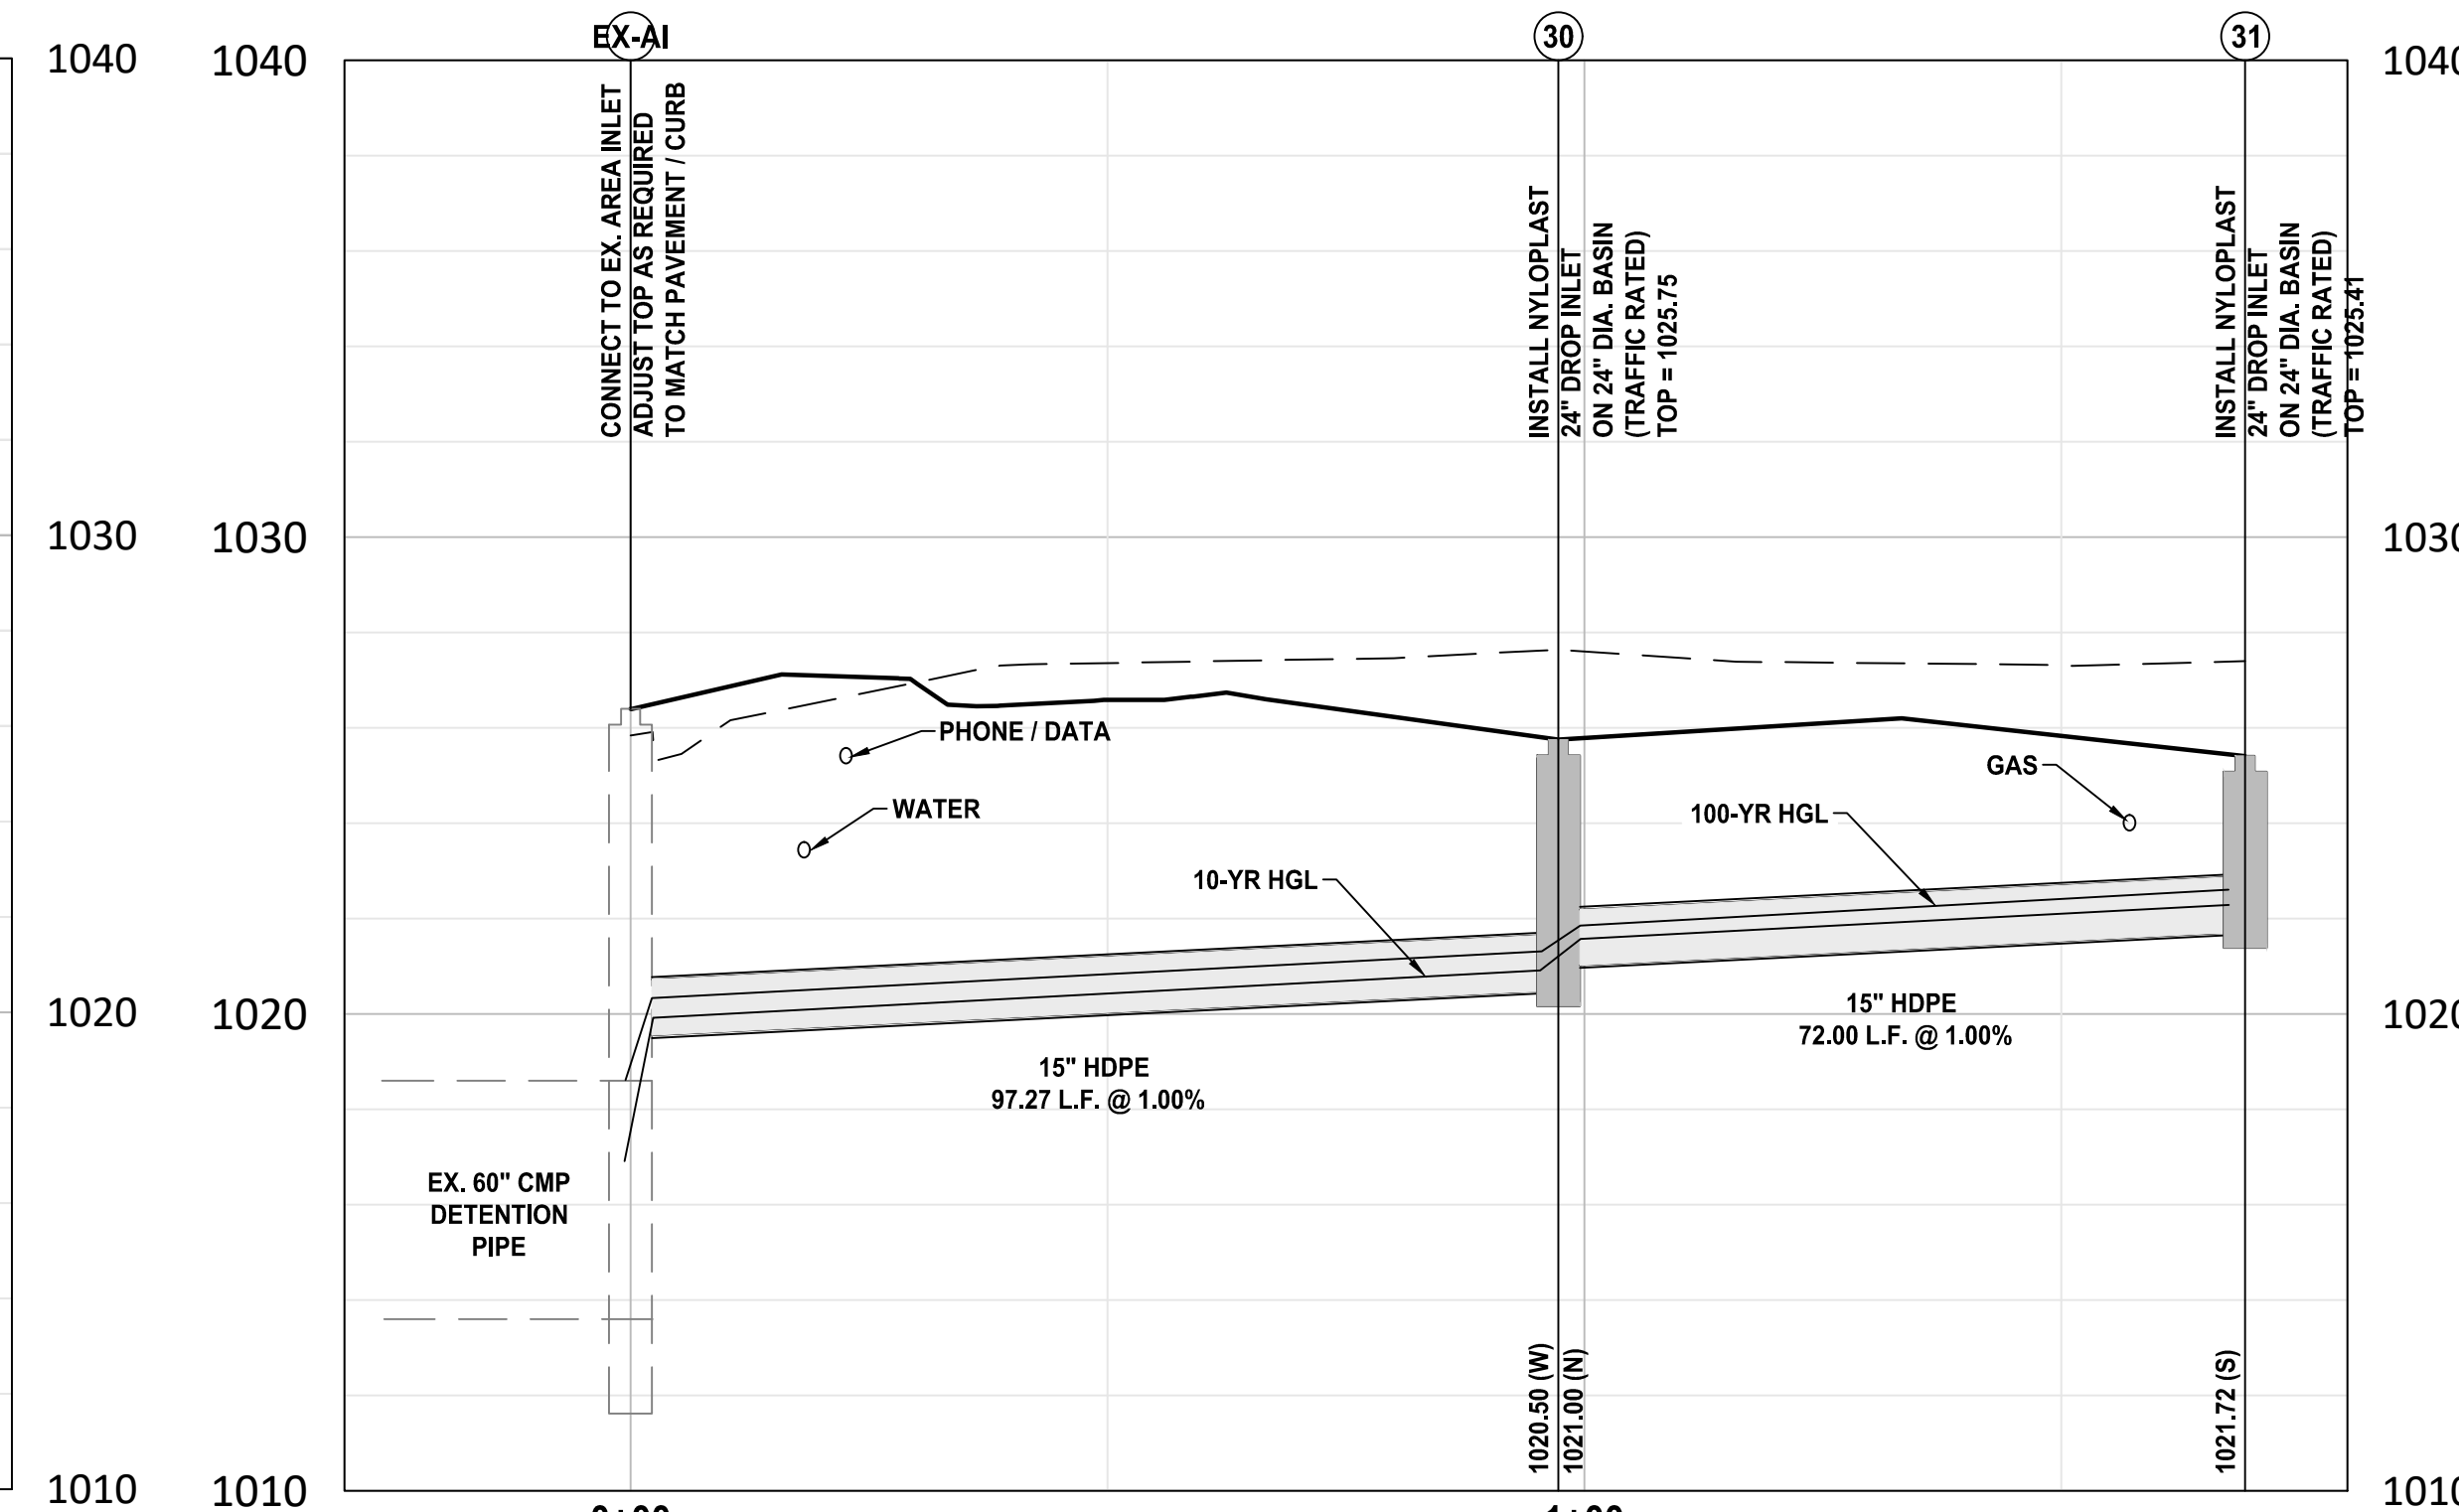 EX-AI
30
31
1040
1040
1040
CONNECT TO EX. AREA INLET
ADJUST TOP AS REQUIRED
TO MATCH PAVEMENT / CURB
INSTALL NYLOPLAST
24" DROP INLET
ON 24" DIA. BASIN
(TRAFFIC RATED)
TOP = 1025.75
INSTALL NYLOPLAST
24" DROP INLET
ON 24" DIA. BASIN
(TRAFFIC RATED)
TOP = 1025.41
1030
1030
1030
PHONE / DATA
GAS
WATER
100-YR HGL
10-YR HGL
1020
1020
1020
15" HDPE
72.00 L.F. @ 1.00%
15" HDPE
97.27 L.F. @ 1.00%
EX. 60" CMP
DETENTION
PIPE
1020.50 (W)
1021.00 (N)
1021.72 (S)
1010
1010
1010